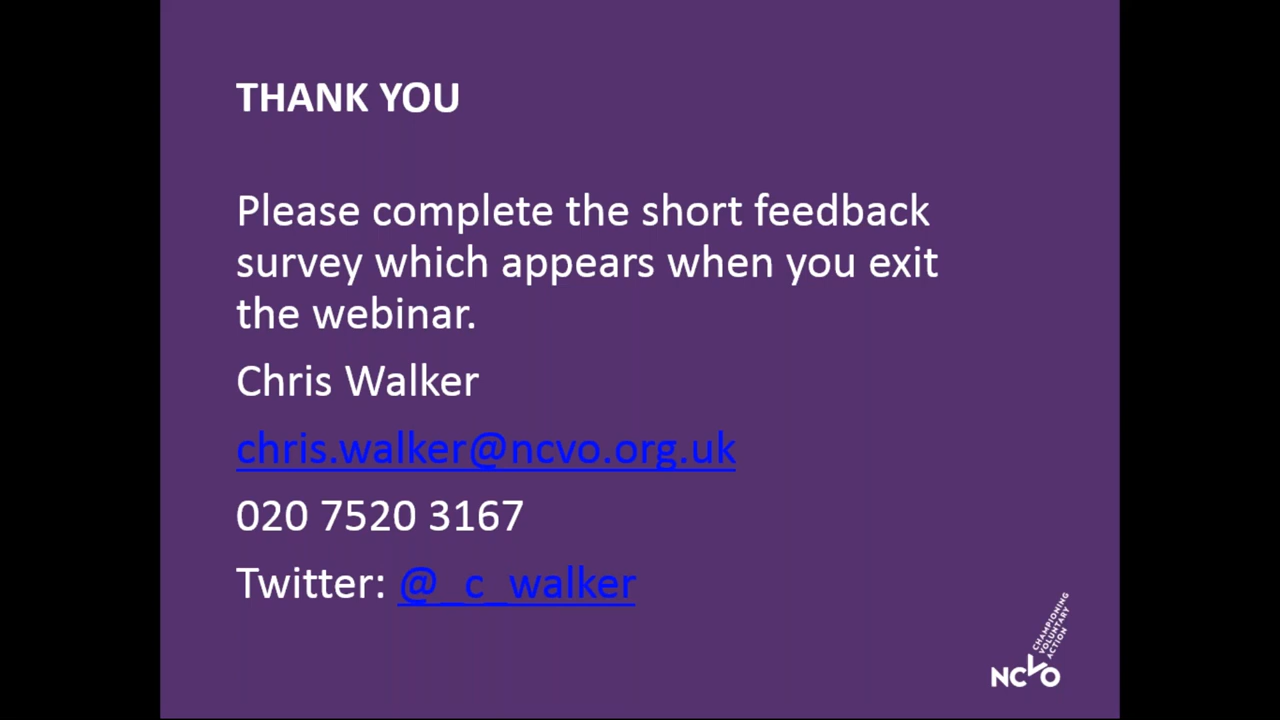 THANK YOU
Please complete the short feedback
survey which appears when you exit
the webinar.
Chris Walker
chris.walker@ncvo.org.uk
020 7520 3167
Twitter: @_c_walker
CHAMPIONING
VOLUNTARY
ACTION
NCVO